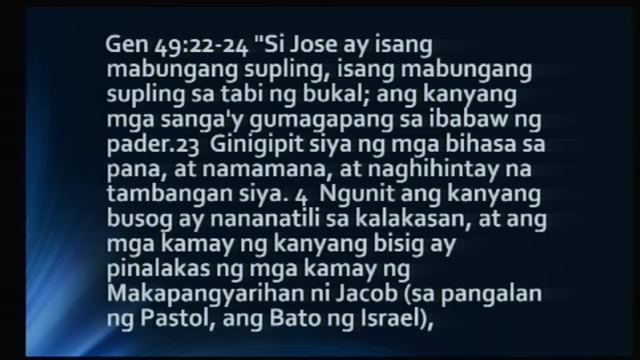 Gen 49:22-24 "Si Jose ay isang
mabungang supling, isang mabungang
supling sa tabi ng bukal; ang kanyang
mga sanga'y gumagapang sa ibabaw ng
pader.23 Ginigipit siya ng mga bihasa sa
pana, at namamana, at naghihintay na
tambangan siya. 4 Ngunit ang kanyang
busog ay nananatili sa kalakasan, at ang
mga kamay ng kanyang bisig ay
pinalakas ng mga kamay ng
Makapangyarihan ni Jacob (sa pangalan
ng Pastol, ang Bato ng Israel),